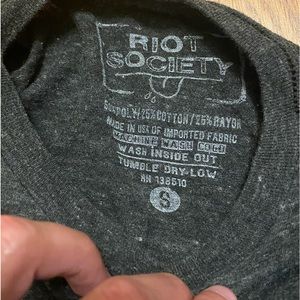 RIOT
SOCIETY
POLY/25%COTTON/25%RAYON
MADE IN USA OF IMPORTED FABRIC
MACHINE WASH COLD
WASH INSIDE OUT
TUMBLE DRY-LOW
RN 138610
S